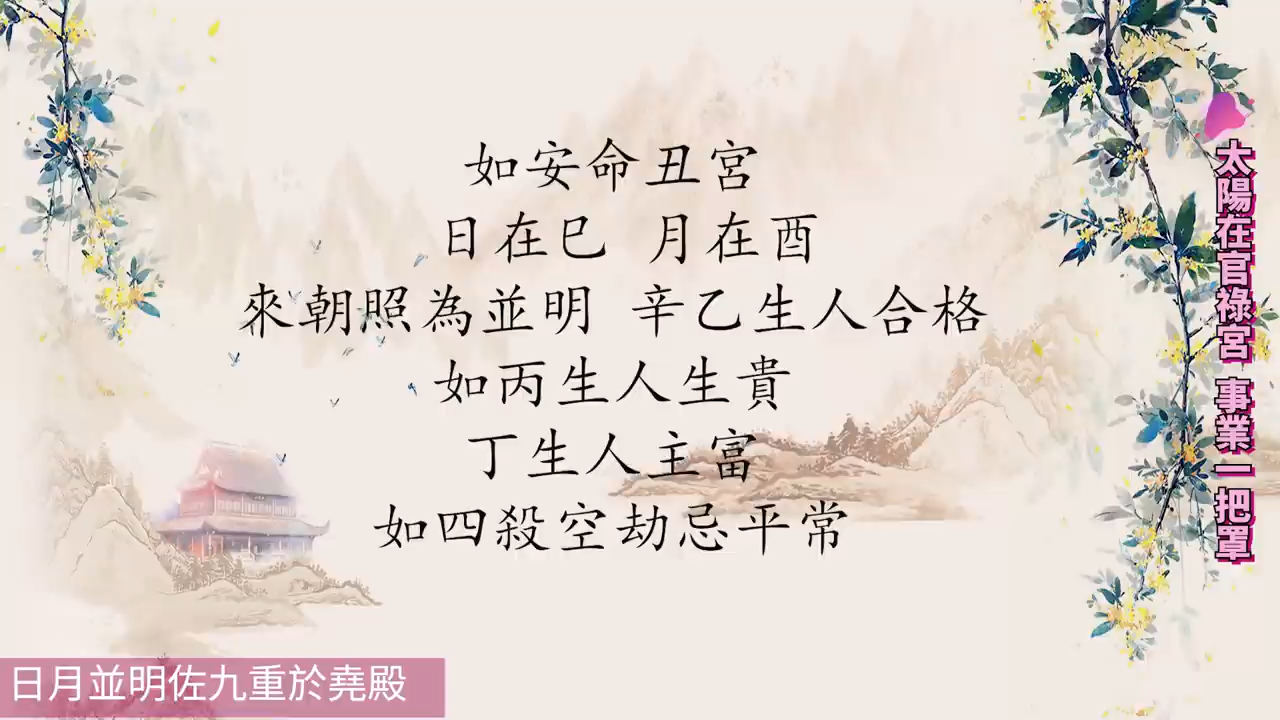 如安命丑宮
日在巳 月在酉
來朝照為並明 辛乙生人合格
如丙生人生貴
丁生人主富
如四殺空劫忌平常
太陽在官祿宮 事業一把罩
日月並明佐九重於堯殿